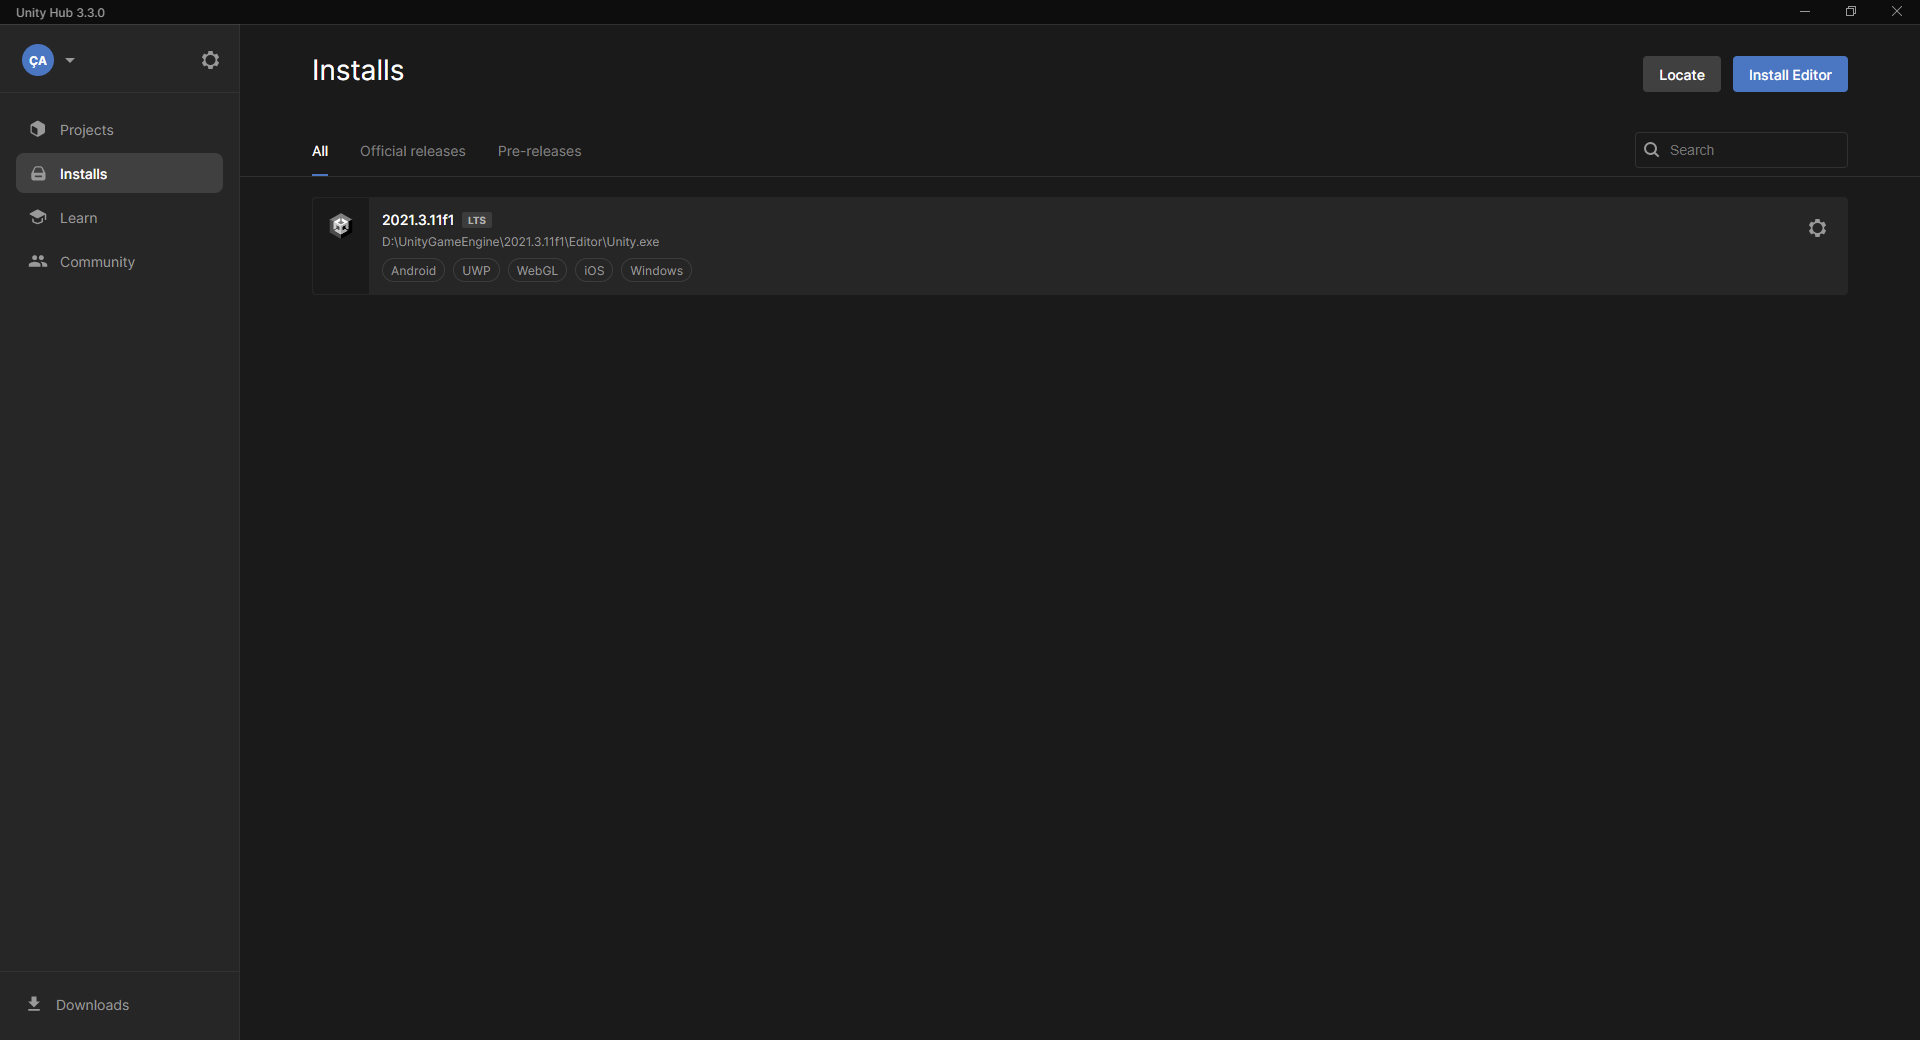 Unity Hub 3.3.0
ÇA
Projects
Installs
Learn
Community
Downloads
Installs
Locate
Install Editor
All
Official releases
Pre-releases
Search
2021.3.11f1 LTS
D:\UnityGameEngine\2021.3.11f1\Editor\Unity.exe
Android UWP WebGL iOS Windows